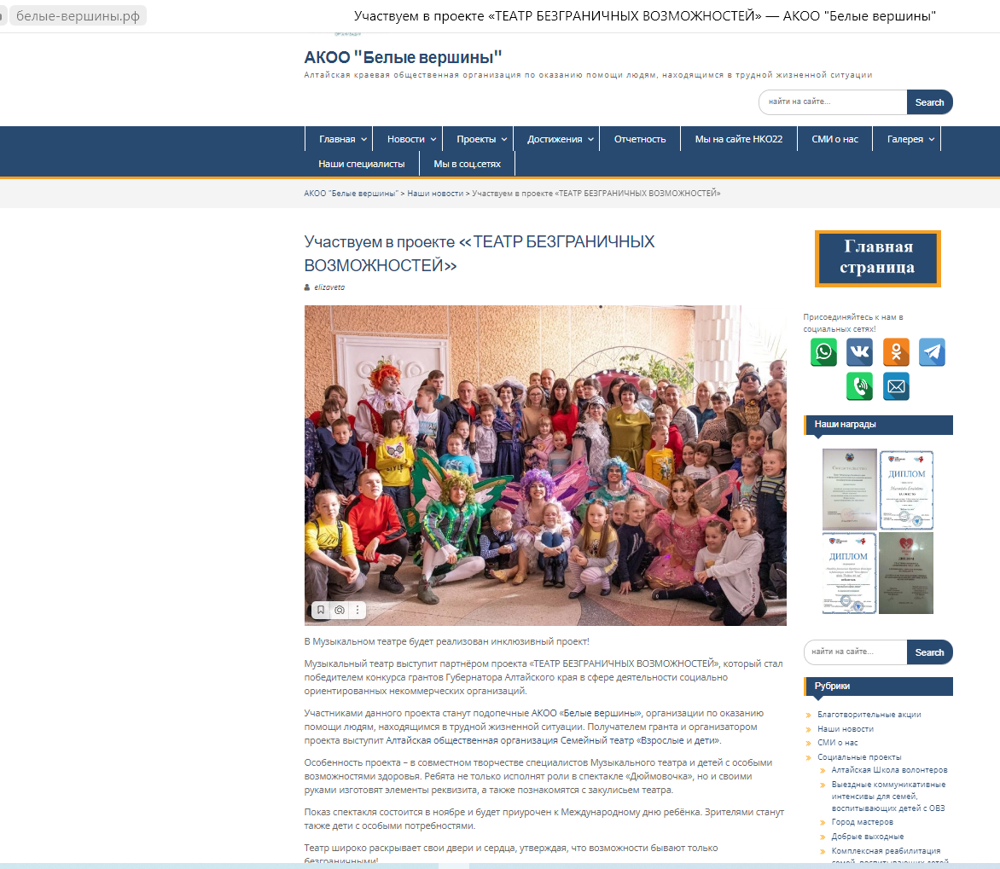 белые-вершины.рф
Участвуем в проекте «ТЕАТР БЕЗГРАНИЧНЫХ ВОЗМОЖНОСТЕЙ» — АКОО "Белые вершины"
АКОО "Белые вершины"
Алтайская краевая общественная организация по оказанию помощи людям, находящимся в трудной жизненной ситуации
найти на сайте...
Search
Главная
Новости
Проекты
Достижения
Отчетность
Мы на сайте НКО22
СМИ о нас
Галерея
Наши специалисты
Мы в соц.сетях
АКОО "Белые вершины" > Наши новости > Участвуем в проекте «ТЕАТР БЕЗГРАНИЧНЫХ ВОЗМОЖНОСТЕЙ»
Участвуем в проекте «ТЕАТР БЕЗГРАНИЧНЫХ
ВОЗМОЖНОСТЕЙ»
elizaveta
В Музыкальном театре будет реализован инклюзивный проект!
Музыкальный театр выступит партнёром проекта «ТЕАТР БЕЗГРАНИЧНЫХ ВОЗМОЖНОСТЕЙ», который стал
победителем конкурса грантов Губернатора Алтайского края в сфере деятельности социально
ориентированных некоммерческих организаций.
Участниками данного проекта станут подопечные АКОО «Белые вершины», организации по оказанию
помощи людям, находящимся в трудной жизненной ситуации. Получателем гранта и организатором
проекта выступит Алтайская общественная организация Семейный театр «Взрослые и дети».
Особенность проекта – в совместном творчестве специалистов Музыкального театра и детей с особыми
возможностями здоровья. Ребята не только исполнят роли в спектакле «Дюймовочка», но и своими
руками изготовят элементы реквизита, а также познакомятся с закулисьем театра.
Показ спектакля состоится в ноябре и будет приурочен к Международному дню ребёнка. Зрителями станут
также дети с особыми потребностями.
Театр широко раскрывает свои двери и сердца, утверждая, что возможности бывают только
безграничными!
Главная
страница
Присоединяйтесь к нам в
социальных сетях!
Наши награды
ДИПЛОМ
ДИПЛОМ
найти на сайте...
Search
Рубрики
Благотворительные акции
Наши новости
СМИ о нас
Социальные проекты
Алтайская Школа волонтеров
Выездные коммуникативные
интенсивы для семей,
воспитывающих детей с ОВЗ
Город мастеров
Добрые выходные
Комплексная реабилитация
семей, воспитывающих детей